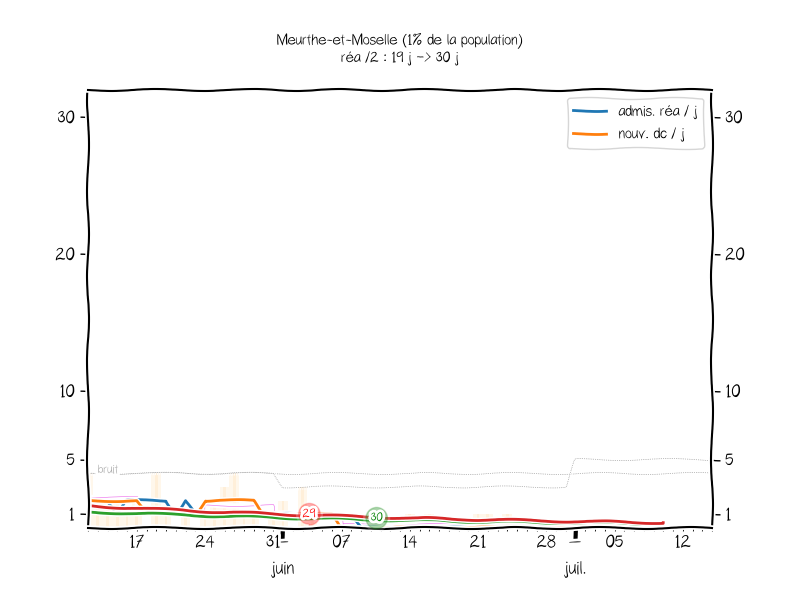 Meurthe-et-Moselle (1% de la population)
réa /2 : 19 j -> 30 j
30
30
admis. réa / j
nouv. dc / j
20
20
10
10
5
5
bruit
1
1
29
30
17 24 31 07 14 21 28 05 12
juin juil.